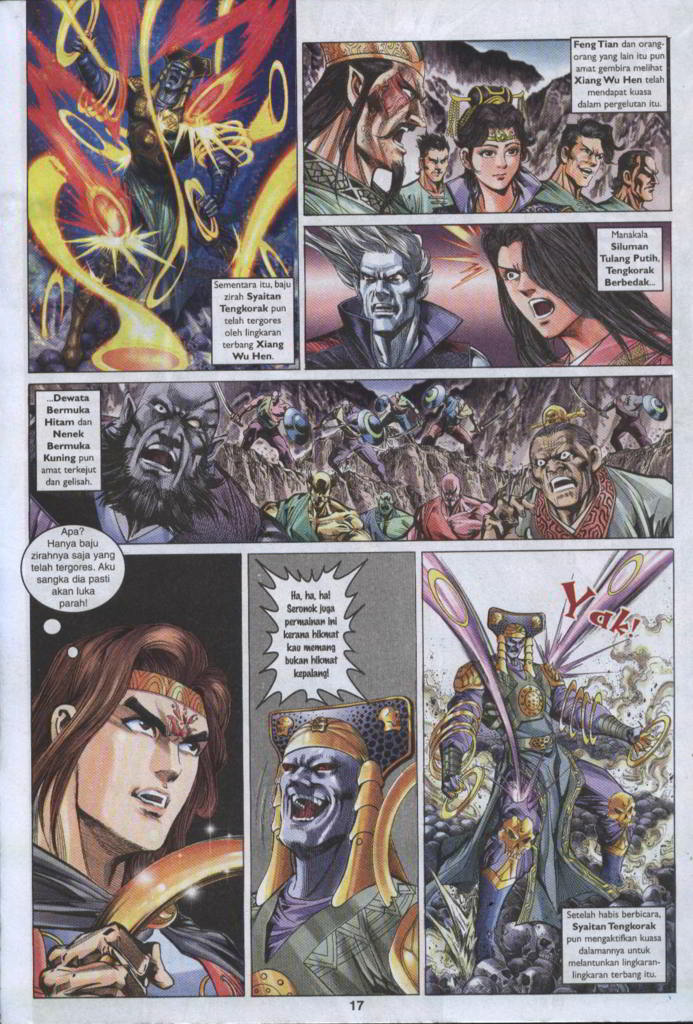 Sementara itu, baju
zirah Syaitan
Tengkorak pun
telah tergores
oleh lingkaran
terbang Xiang
Wu Hen.
Feng Tian dan orang-
orang yang lain itu pun
amat gembira melihat
Xiang Wu Hen telah
mendapat kuasa
dalam pergelutan itu.
Manakala
Siluman
Tulang Putih,
Tengkorak
Berbedak...
...Dewata
Bermuka
Hitam dan
Nenek
Bermuka
Kuning pun
amat terkejut
dan gelisah.
Apa?
Hanya baju
zirahnya saja yang
telah tergores. Aku
sangka dia pasti
akan luka
parah!
Ha, ha, ha!
Seronok juga
permainan ini
kerana hikmat
kau memang
bukan hikmat
kepalang!
Yak!
Setelah habis berbicara,
Syaitan Tengkorak
pun mengaktifkan kuasa
dalamannya untuk
melantunkan lingkaran-
lingkaran terbang itu.
17